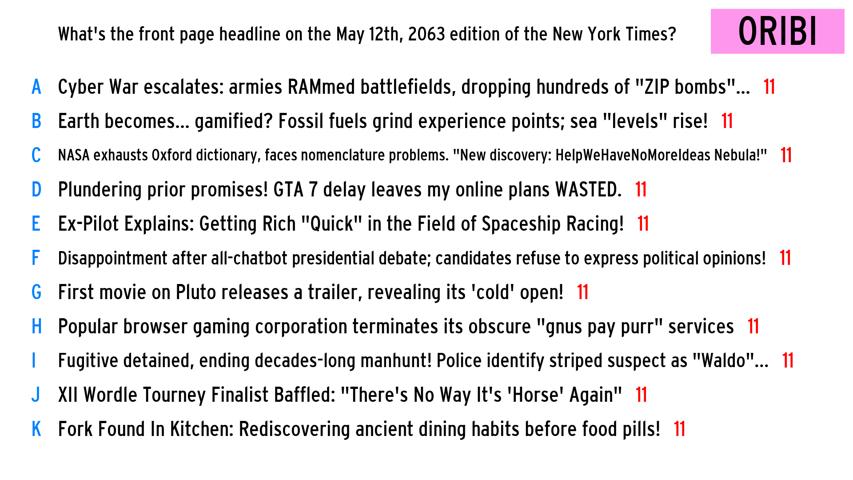 What's the front page headline on the May 12th, 2063 edition of the New York Times?
ORIBI
A Cyber War escalates: armies RAMmed battlefields, dropping hundreds of "ZIP bombs"... 11
B Earth becomes... gamified? Fossil fuels grind experience points; sea "levels" rise! 11
C NASA exhausts Oxford dictionary, faces nomenclature problems. "New discovery: HelpWeHaveNoMoreIdeas Nebula!" 11
D Plundering prior promises! GTA 7 delay leaves my online plans WASTED. 11
E Ex-Pilot Explains: Getting Rich "Quick" in the Field of Spaceship Racing! 11
F Disappointment after all-chatbot presidential debate; candidates refuse to express political opinions! 11
G First movie on Pluto releases a trailer, revealing its 'cold' open! 11
H Popular browser gaming corporation terminates its obscure "gnus pay purr" services 11
I Fugitive detained, ending decades-long manhunt! Police identify striped suspect as "Waldo"... 11
J XII Wordle Tourney Finalist Baffled: "There's No Way It's 'Horse' Again" 11
K Fork Found In Kitchen: Rediscovering ancient dining habits before food pills! 11